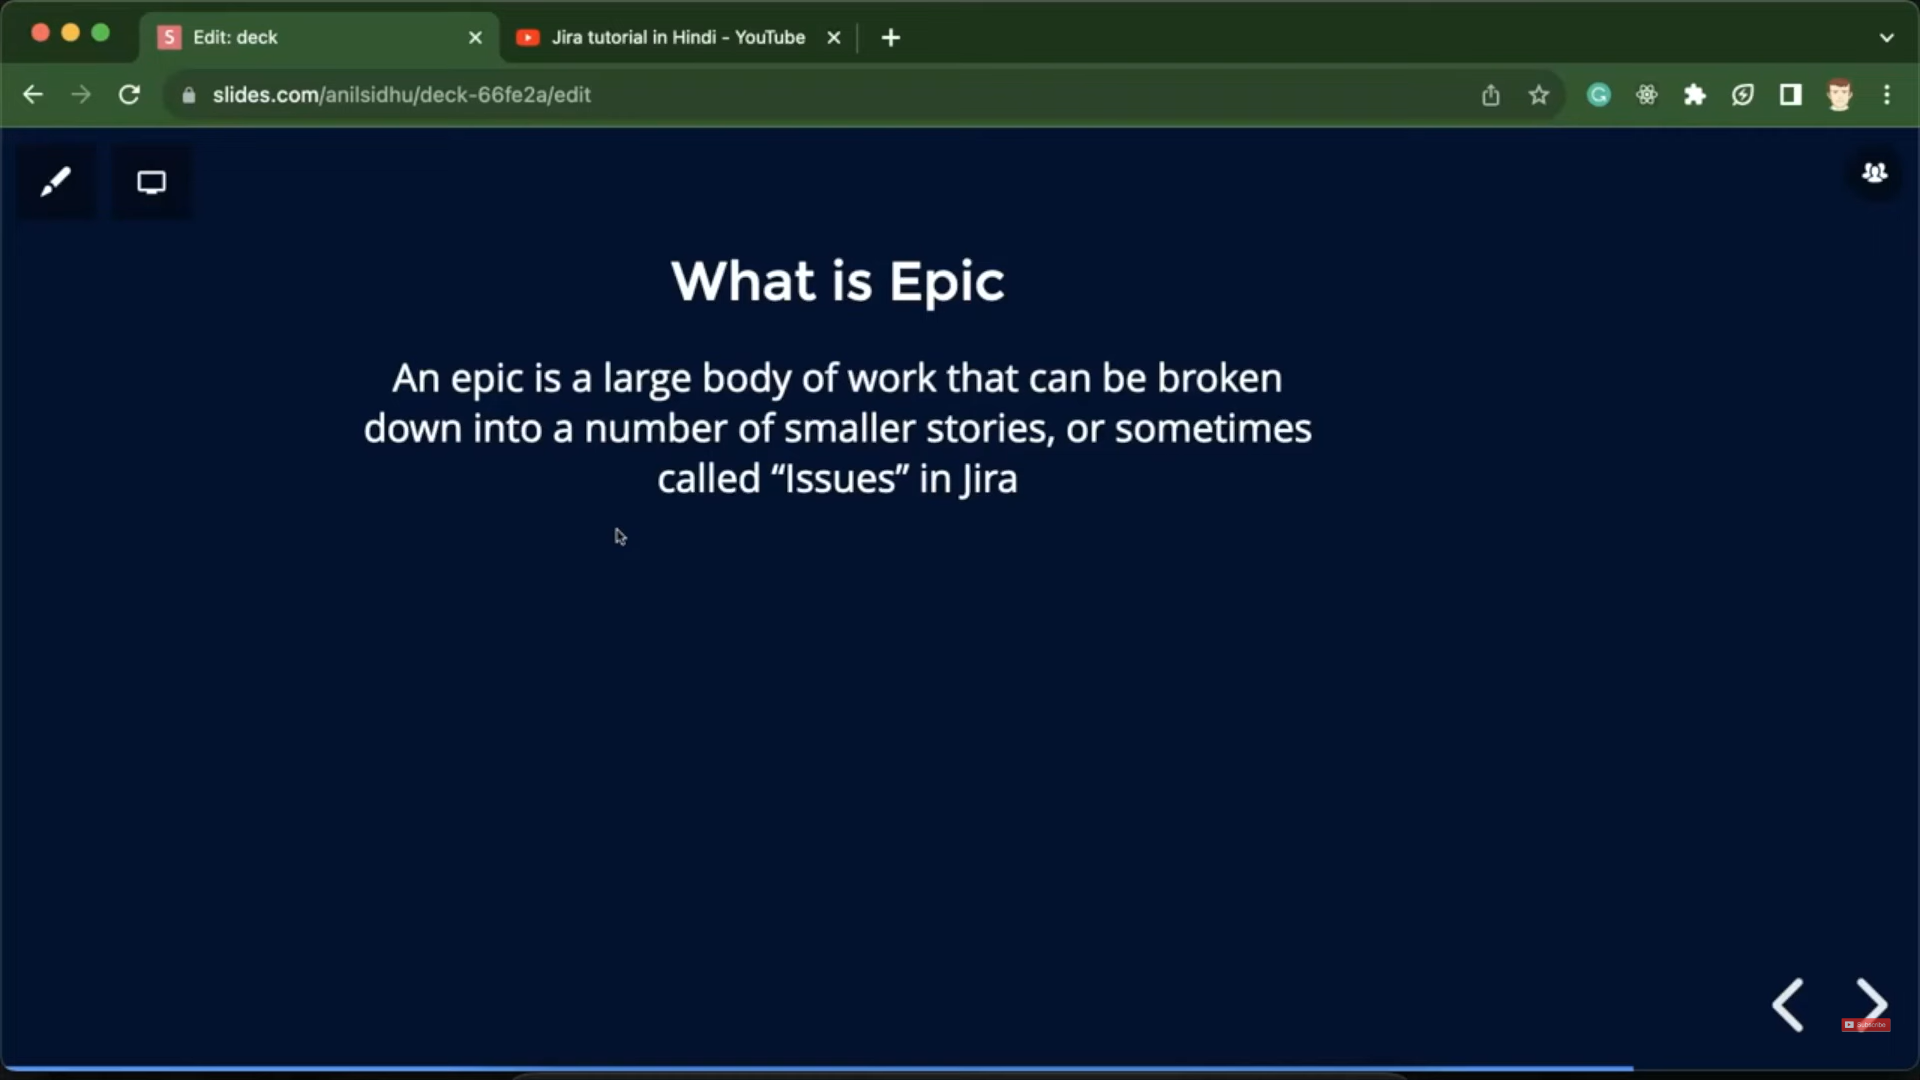 S Edit: deck
Jira tutorial in Hindi - YouTube
slides.com/anilsidhu/deck-66fe2a/edit
What is Epic
An epic is a large body of work that can be broken
down into a number of smaller stories, or sometimes
called “Issues” in Jira
Subscribe